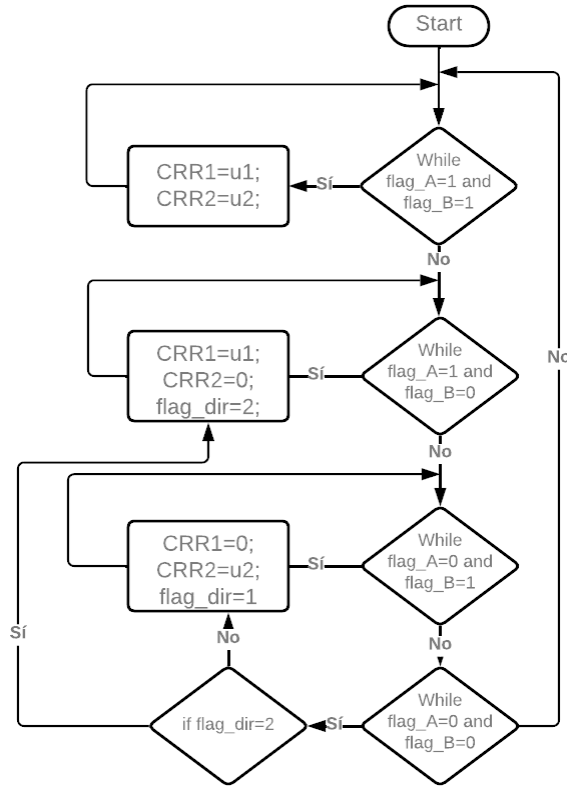 Start
While
flag_A=1 and
flag_B=1
Sí
CRR1=u1;
CRR2=u2;
No
While
flag_A=1 and
flag_B=0
Sí
CRR1=u1;
CRR2=0;
flag_dir=2;
No
No
While
flag_A=0 and
flag_B=1
Sí
CRR1=0;
CRR2=u2;
flag_dir=1
No
No
Sí
While
flag_A=0 and
flag_B=0
Sí
if flag_dir=2